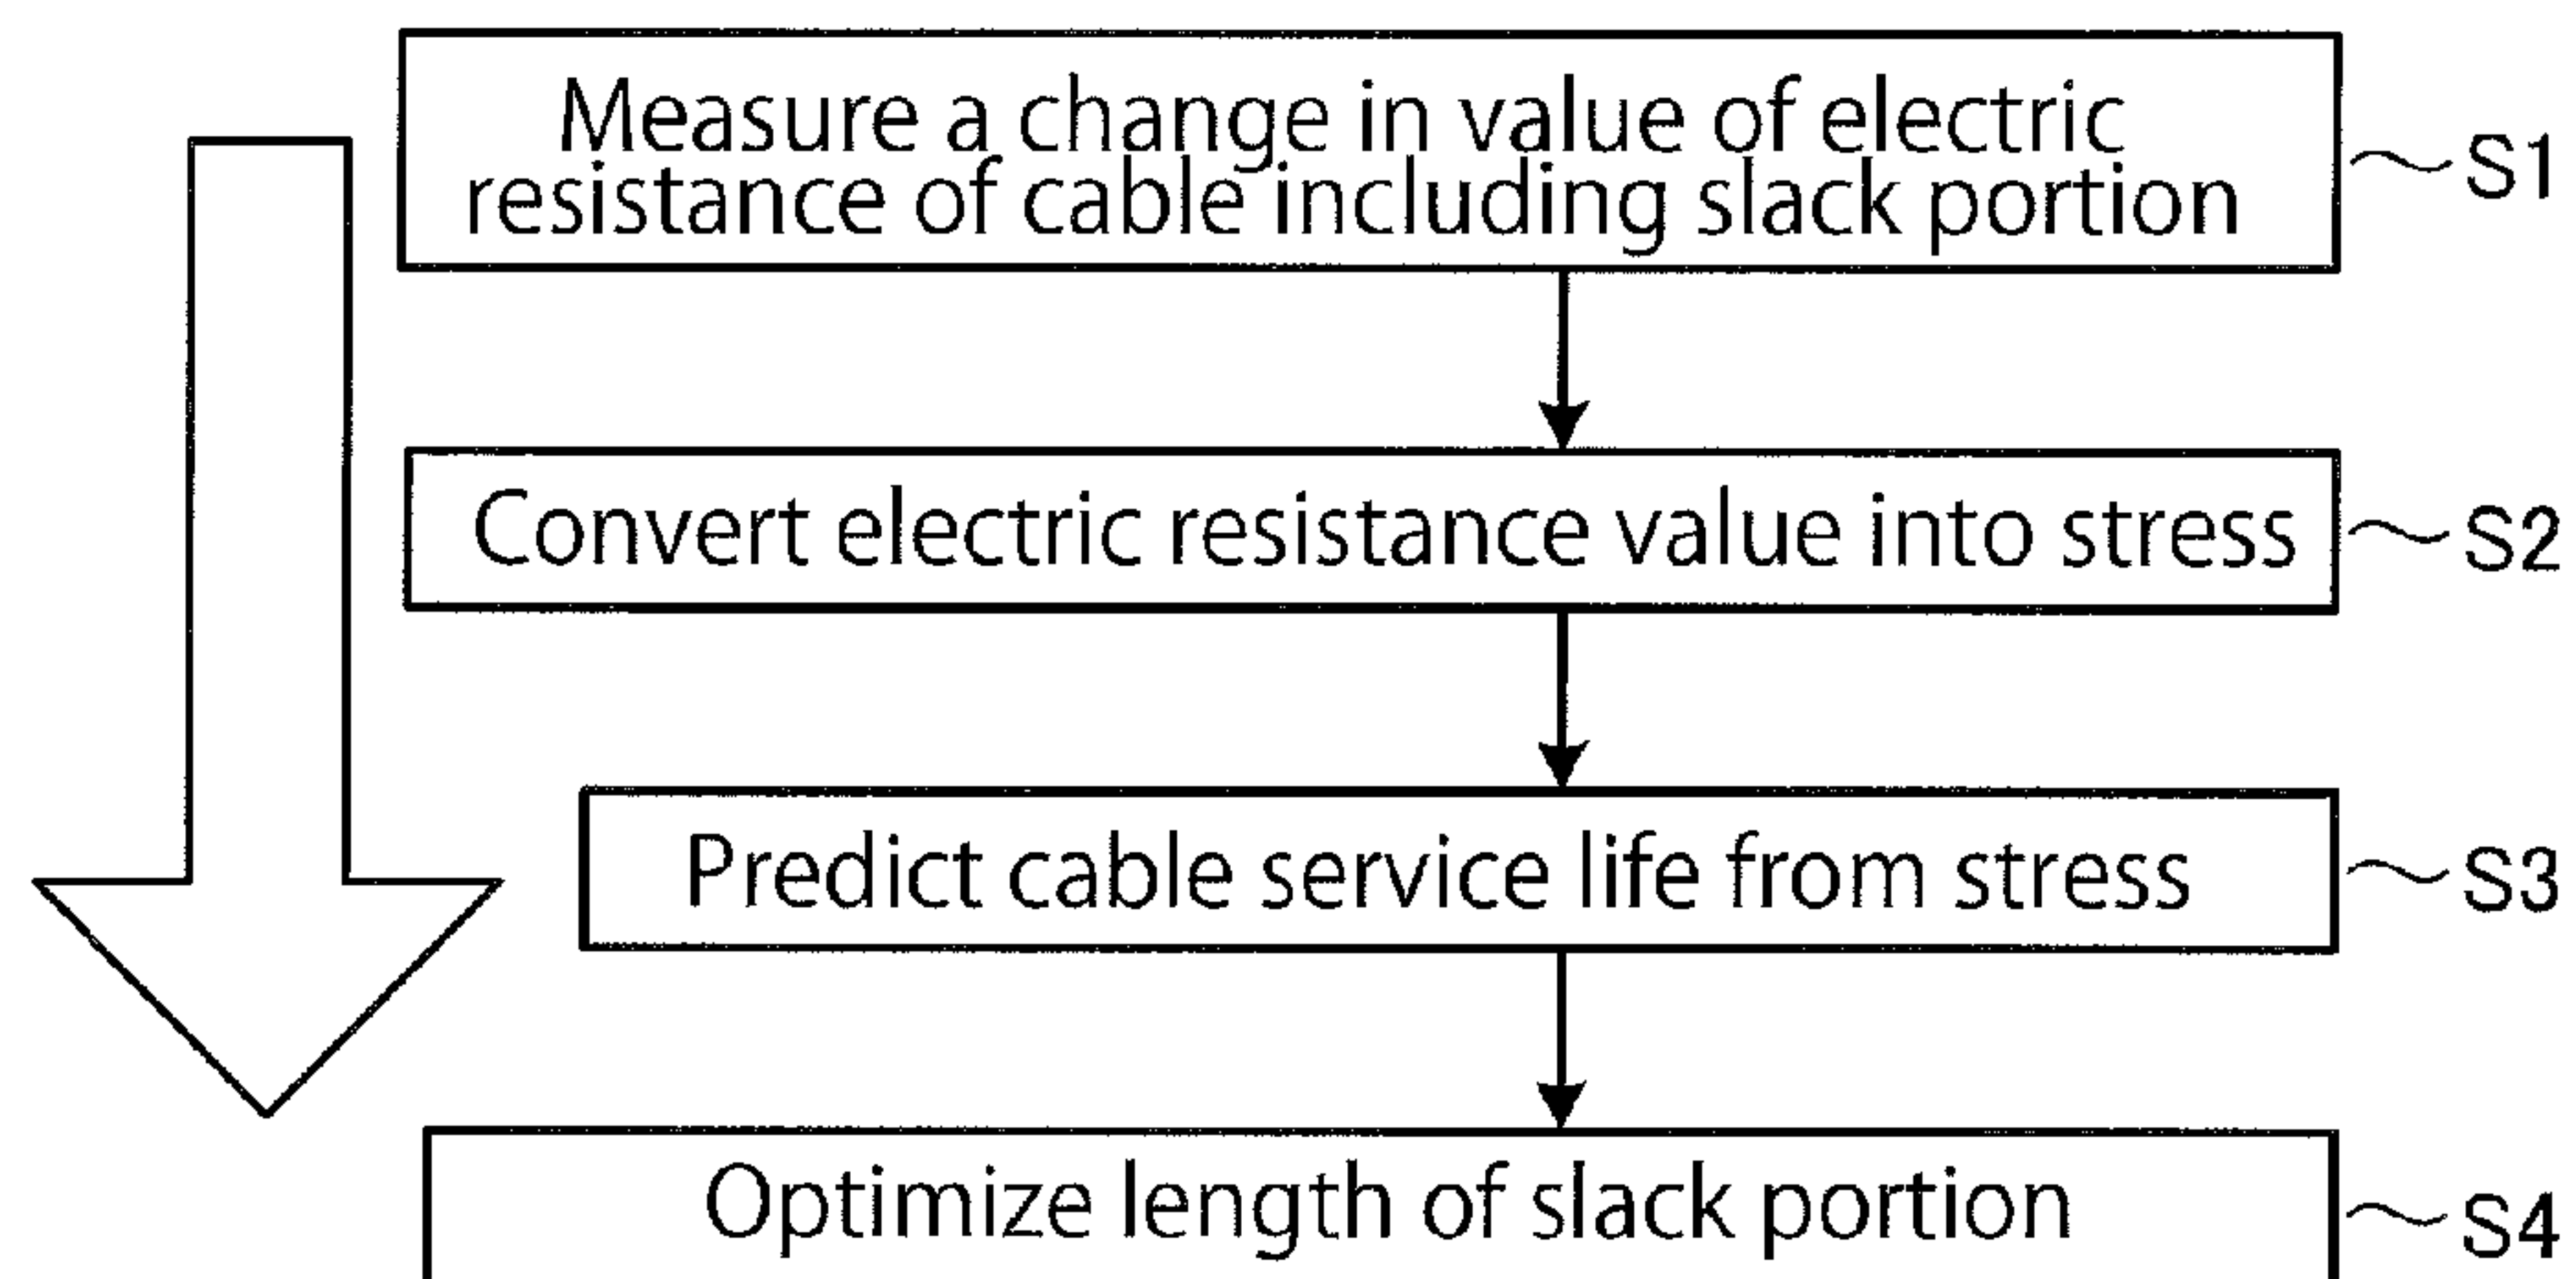 Measure a change in value of electric
resistance of cable including slack portion
S1
Convert electric resistance value into stress
S2
Predict cable service life from stress
S3
Optimize length of slack portion
S4